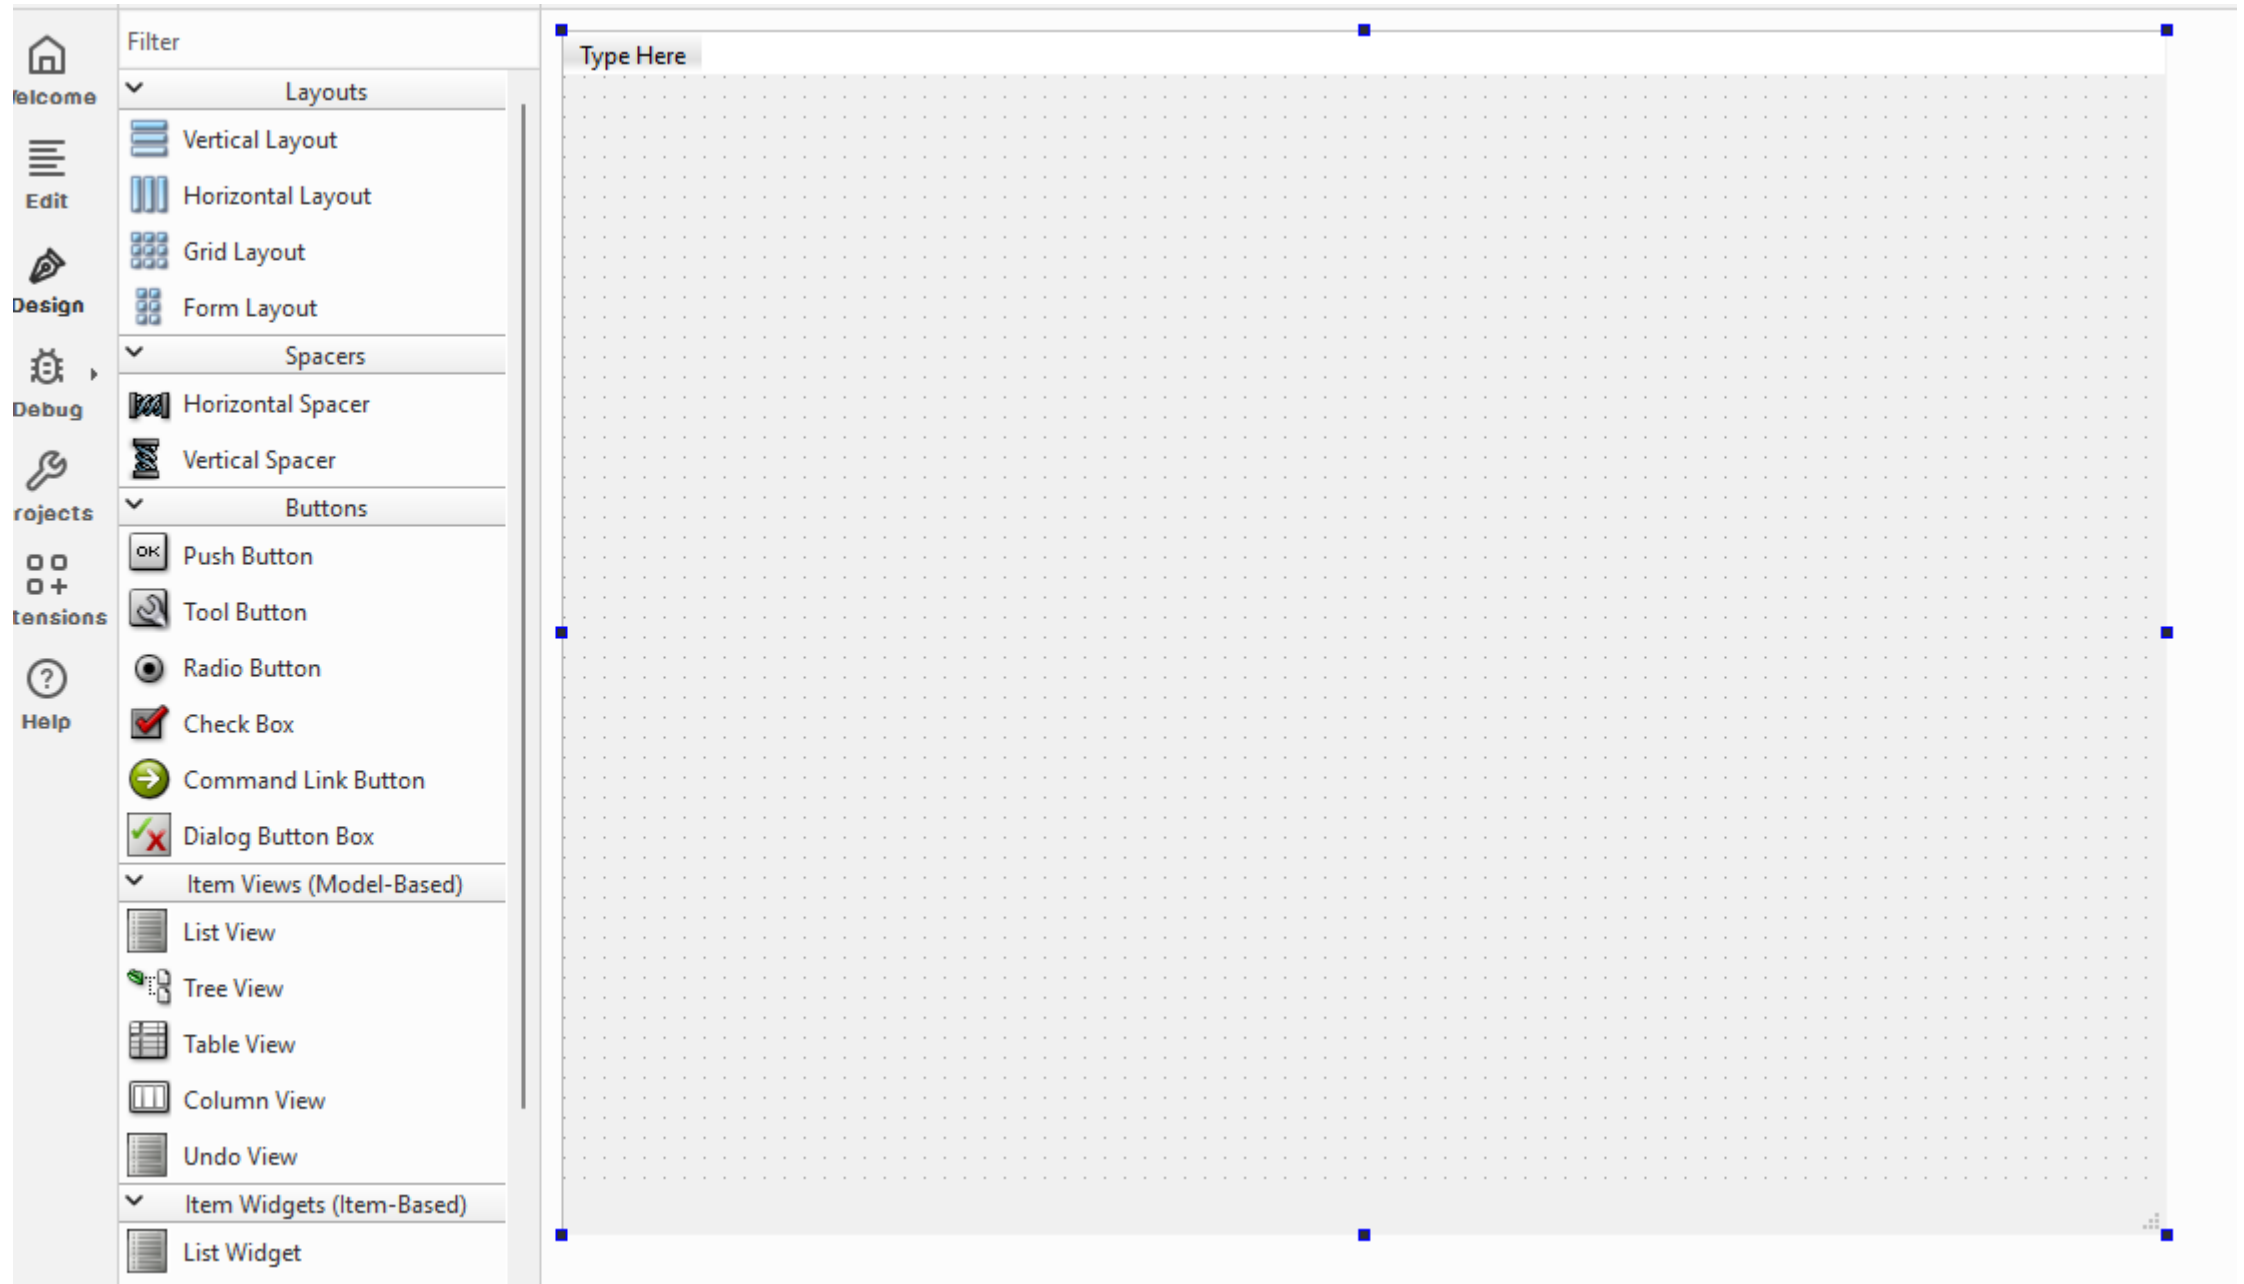 Welcome
Edit
Design
Debug
rojects
tensions
Help
Filter
Layouts
Vertical Layout
Horizontal Layout
Grid Layout
Form Layout
Spacers
Horizontal Spacer
Vertical Spacer
Buttons
OK Push Button
Tool Button
Radio Button
Check Box
Command Link Button
Dialog Button Box
Item Views (Model-Based)
List View
Tree View
Table View
Column View
Undo View
Item Widgets (Item-Based)
List Widget
Type Here